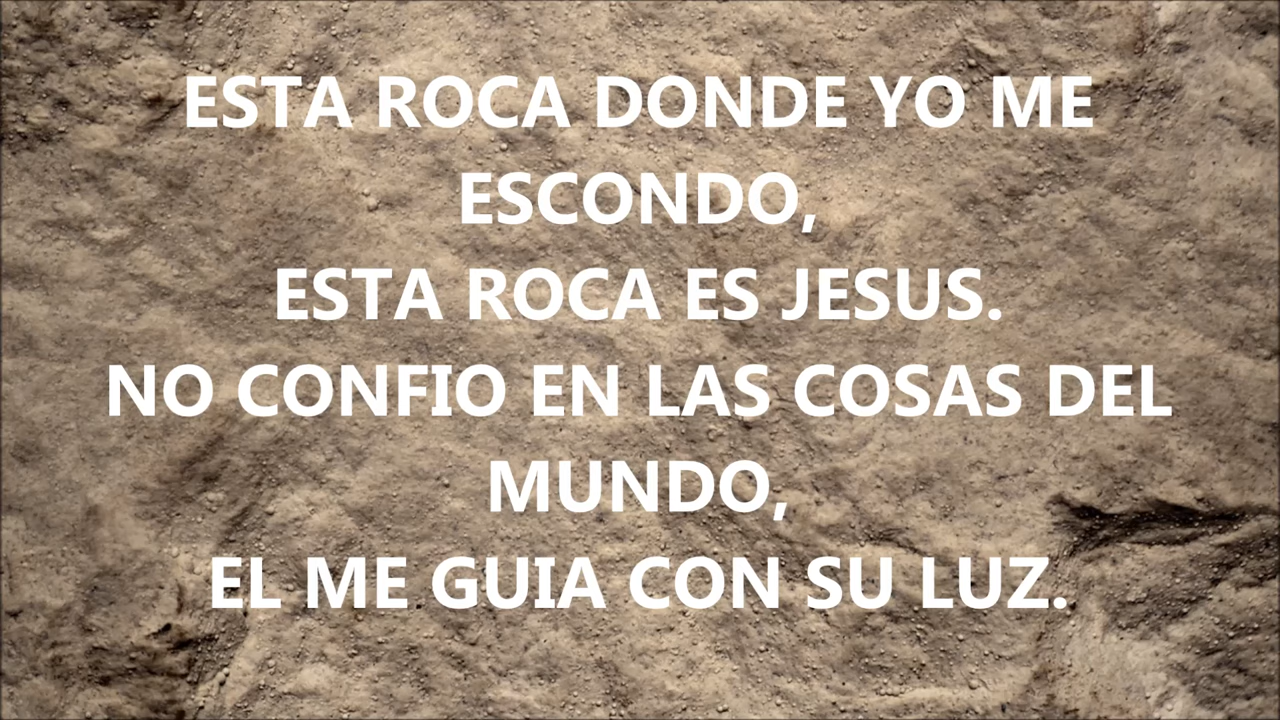 ESTA ROCA DONDE YO ME
ESCONDO,
ESTA ROCA ES JESUS.
NO CONFIO EN LAS COSAS DEL
MUNDO,
EL ME GUIA CON SU LUZ.